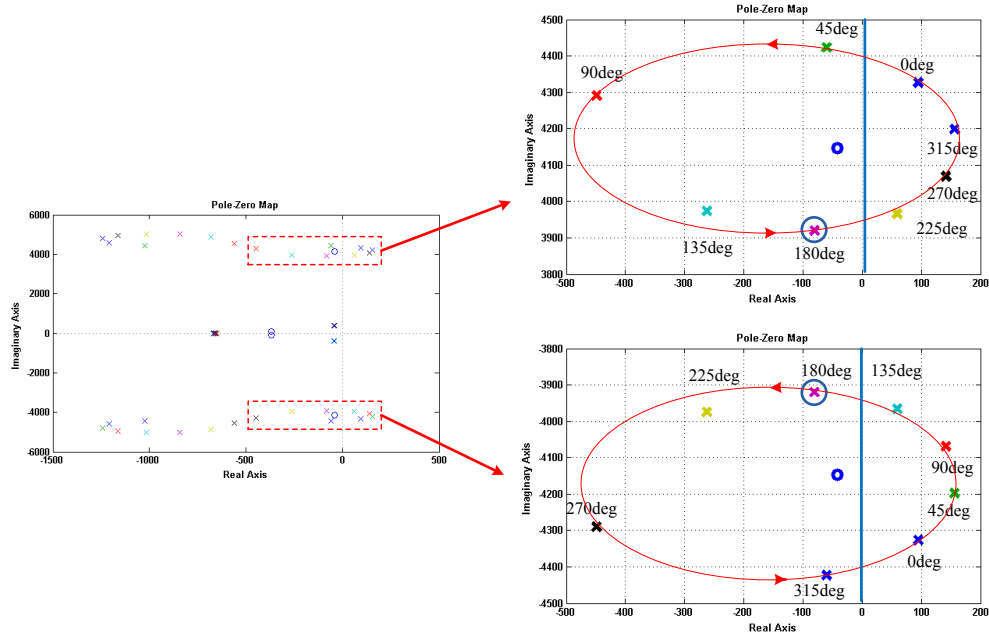 Pole-Zero Map
6000
4000
2000
0
-2000
-4000
-6000
-1500
-1000
-500
0
500
Imaginary Axis
Real Axis
Pole-Zero Map
4500
4400
4300
4200
4100
4000
3900
3800
-500
-400
-300
-200
-100
0
100
200
Imaginary Axis
Real Axis
45deg
0deg
90deg
315deg
270deg
225deg
135deg
180deg
Pole-Zero Map
-3800
-3900
-4000
-4100
-4200
-4300
-4400
-4500
-500
-400
-300
-200
-100
0
100
200
Imaginary Axis
Real Axis
225deg
180deg
135deg
90deg
45deg
270deg
0deg
315deg